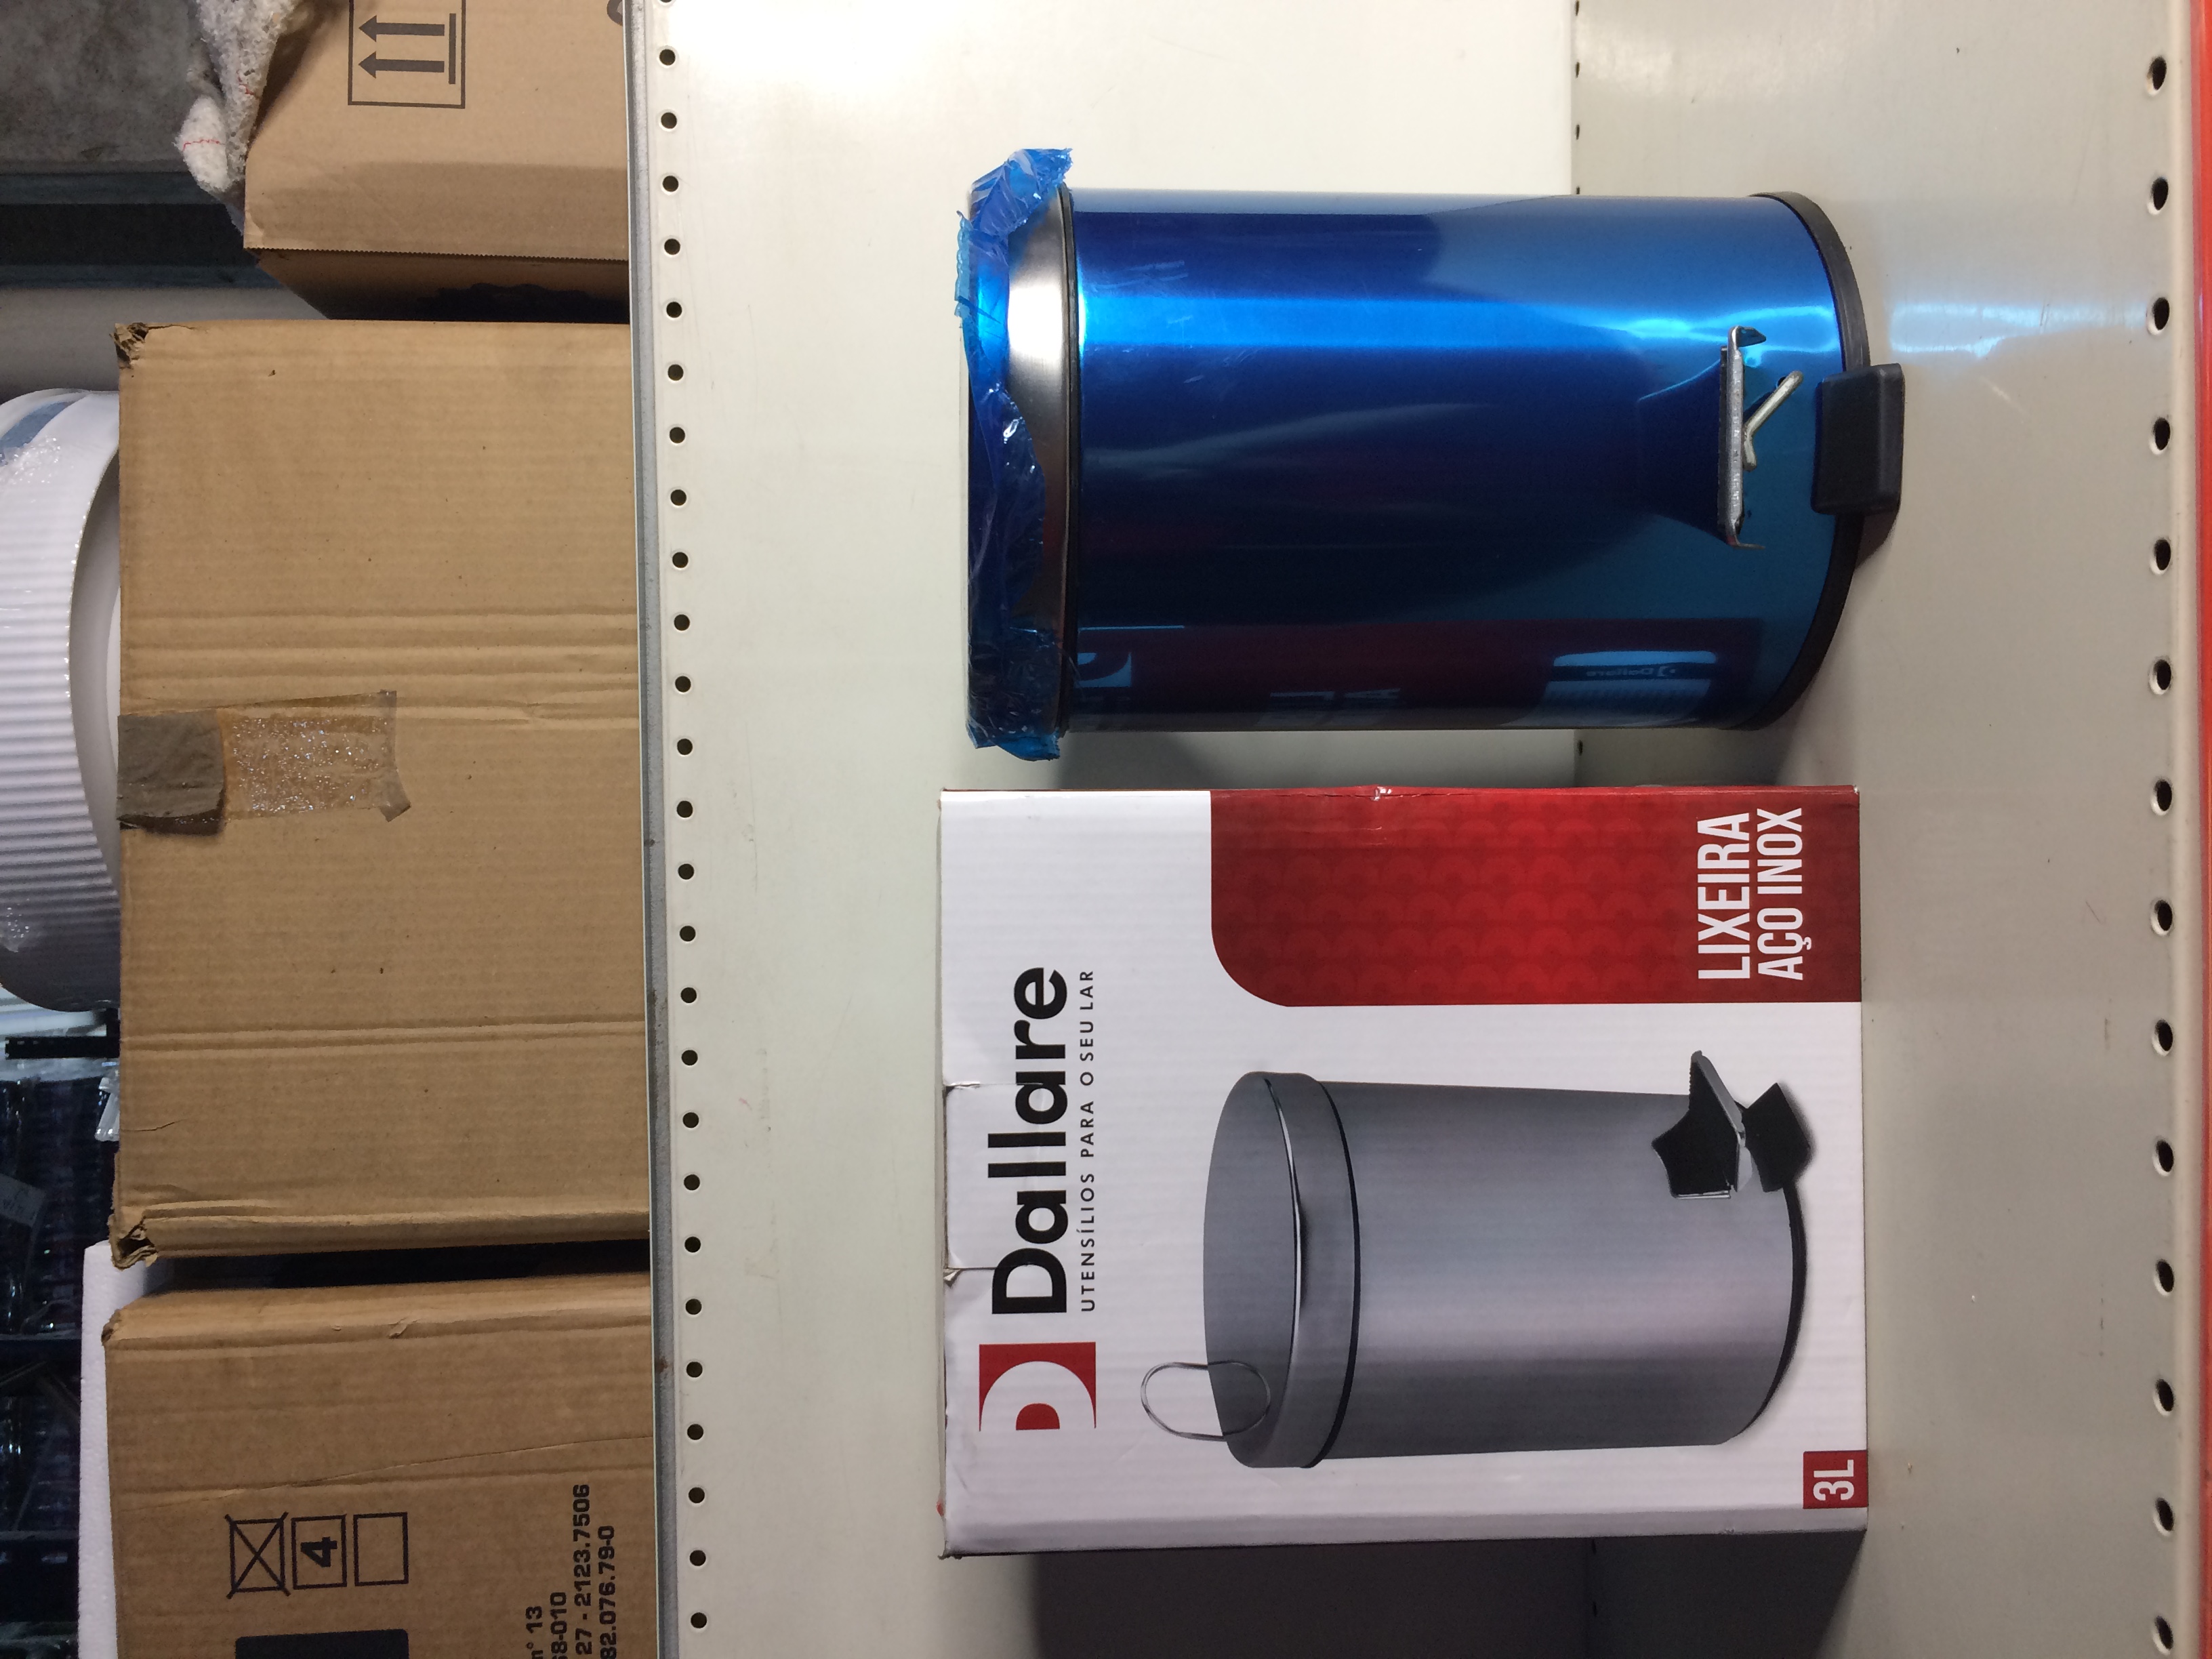 4
n° 13
68-010
27 - 2123.7506
82.076.79-0
Dallare
UTENSÍLIOS PARA O SEU LAR
LIXEIRA
AÇO INOX
3L